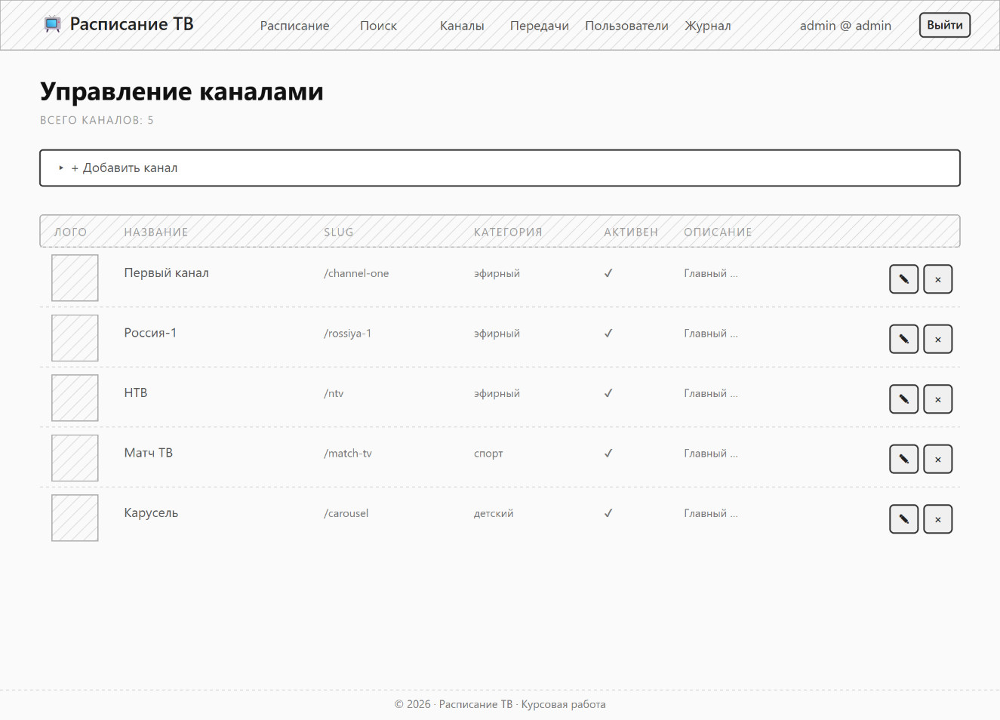 Расписание ТВ Расписание Поиск Каналы Передачи Пользователи Журнал admin @ admin Выйти
Управление каналами
ВСЕГО КАНАЛОВ: 5
+ Добавить канал
ЛОГО НАЗВАНИЕ SLUG КАТЕГОРИЯ АКТИВЕН ОПИСАНИЕ
Первый канал /channel-one эфирный ✓ Главный ...
Россия-1 /rossiya-1 эфирный ✓ Главный ...
НТВ /ntv эфирный ✓ Главный ...
Матч ТВ /match-tv спорт ✓ Главный ...
Карусель /carousel детский ✓ Главный ...
© 2026 · Расписание ТВ · Курсовая работа